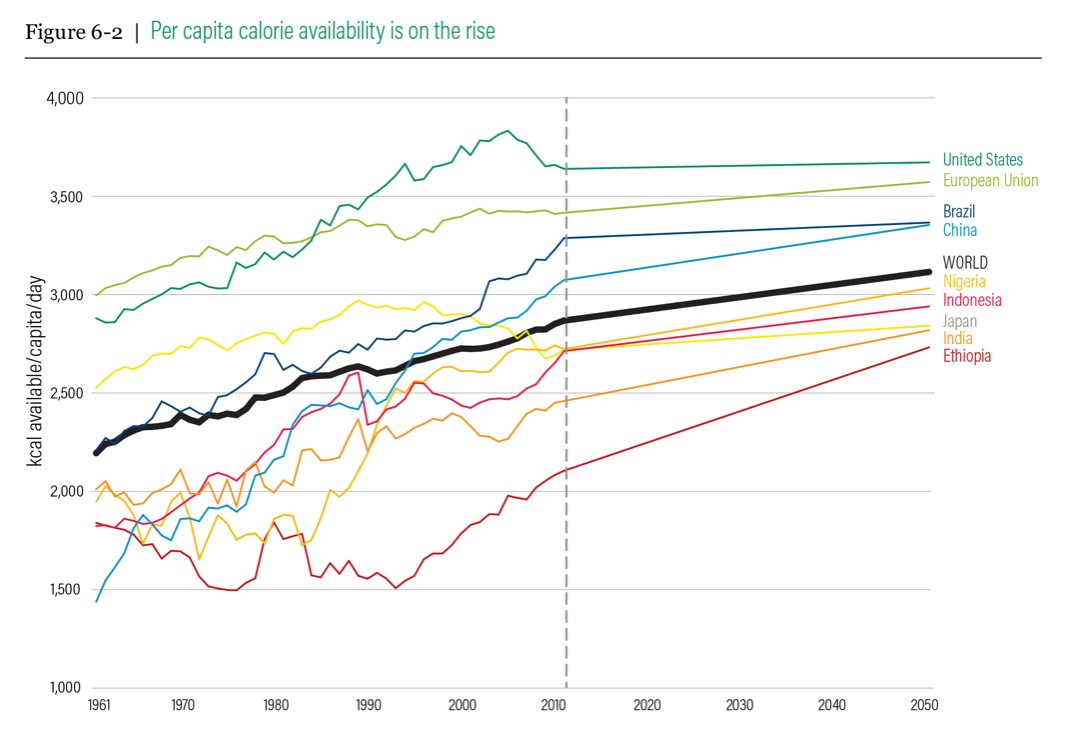 Figure 6-2 | Per capita calorie availability is on the rise
kcal available/capita/day
4,000
3,500
3,000
2,500
2,000
1,500
1,000
1961 1970 1980 1990 2000 2010 2020 2030 2040 2050
United States
European Union
Brazil
China
WORLD
Nigeria
Indonesia
Japan
India
Ethiopia